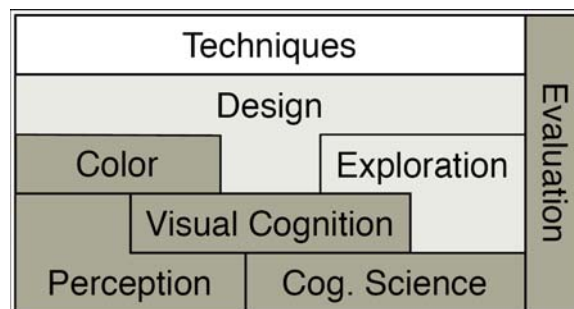 Techniques
Design
Color
Exploration
Visual Cognition
Perception
Cog. Science
Evaluation